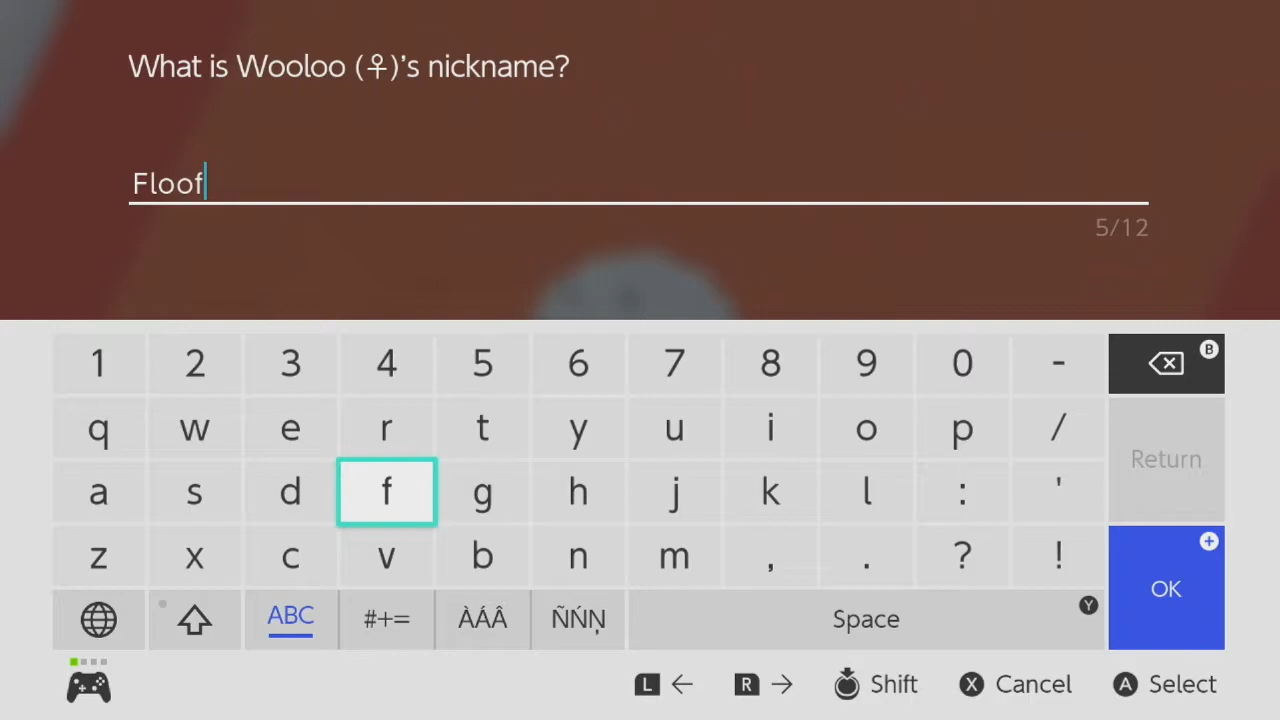 What is Wooloo (♀)'s nickname?
Floof
5/12
1 2 3 4 5 6 7 8 9 0 - B
q w e r t y u i o p /
Return
a s d f g h j k l : '
z x c v b n m , . ? ! +
OK
ABC #+= ÀÁÂ ÑŃŅ Space Y
L ← R → Shift X Cancel A Select